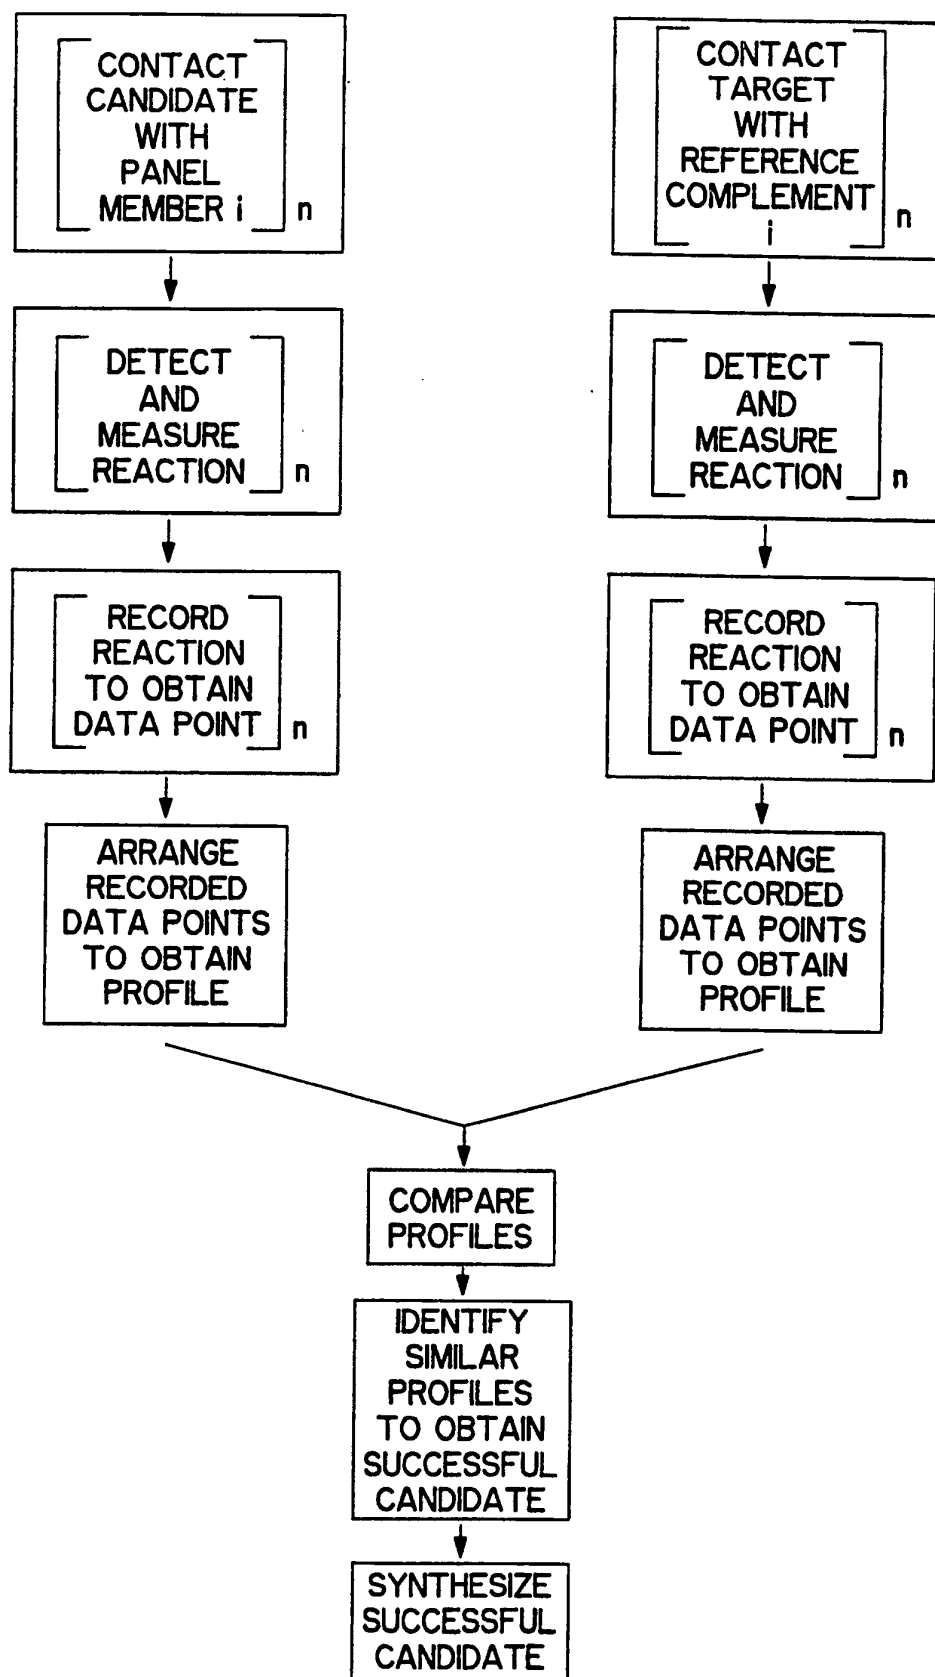 CONTACT
CANDIDATE
WITH
PANEL
MEMBER i
n
DETECT
AND
MEASURE
REACTION
n
RECORD
REACTION
TO OBTAIN
DATA POINT
n
ARRANGE
RECORDED
DATA POINTS
TO OBTAIN
PROFILE
CONTACT
TARGET
WITH
REFERENCE
COMPLEMENT
i
n
DETECT
AND
MEASURE
REACTION
n
RECORD
REACTION
TO OBTAIN
DATA POINT
n
ARRANGE
RECORDED
DATA POINTS
TO OBTAIN
PROFILE
COMPARE
PROFILES
IDENTIFY
SIMILAR
PROFILES
TO OBTAIN
SUCCESSFUL
CANDIDATE
SYNTHESIZE
SUCCESSFUL
CANDIDATE